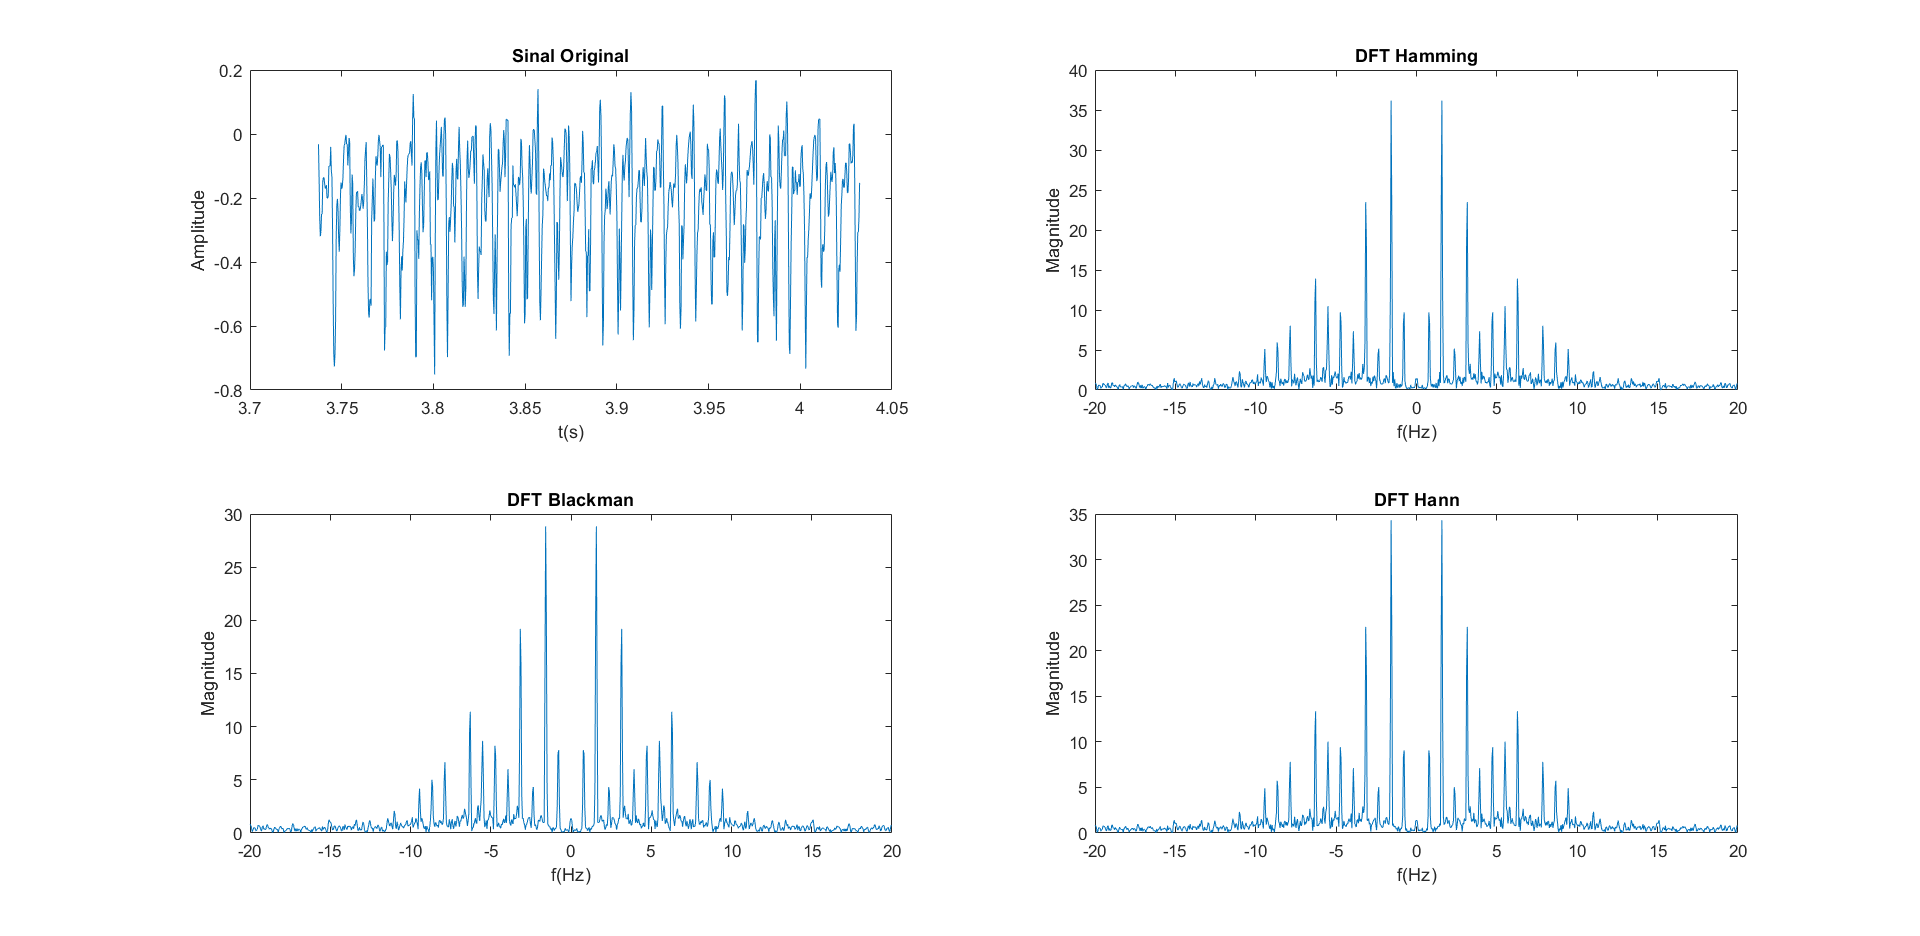 Sinal Original
0.2
0
-0.2
-0.4
-0.6
-0.8
Amplitude
3.7 3.75 3.8 3.85 3.9 3.95 4 4.05
t(s)
DFT Hamming
40
35
30
25
20
15
10
5
0
Magnitude
-20 -15 -10 -5 0 5 10 15 20
f(Hz)
DFT Blackman
30
25
20
15
10
5
0
Magnitude
-20 -15 -10 -5 0 5 10 15 20
f(Hz)
DFT Hann
35
30
25
20
15
10
5
0
Magnitude
-20 -15 -10 -5 0 5 10 15 20
f(Hz)